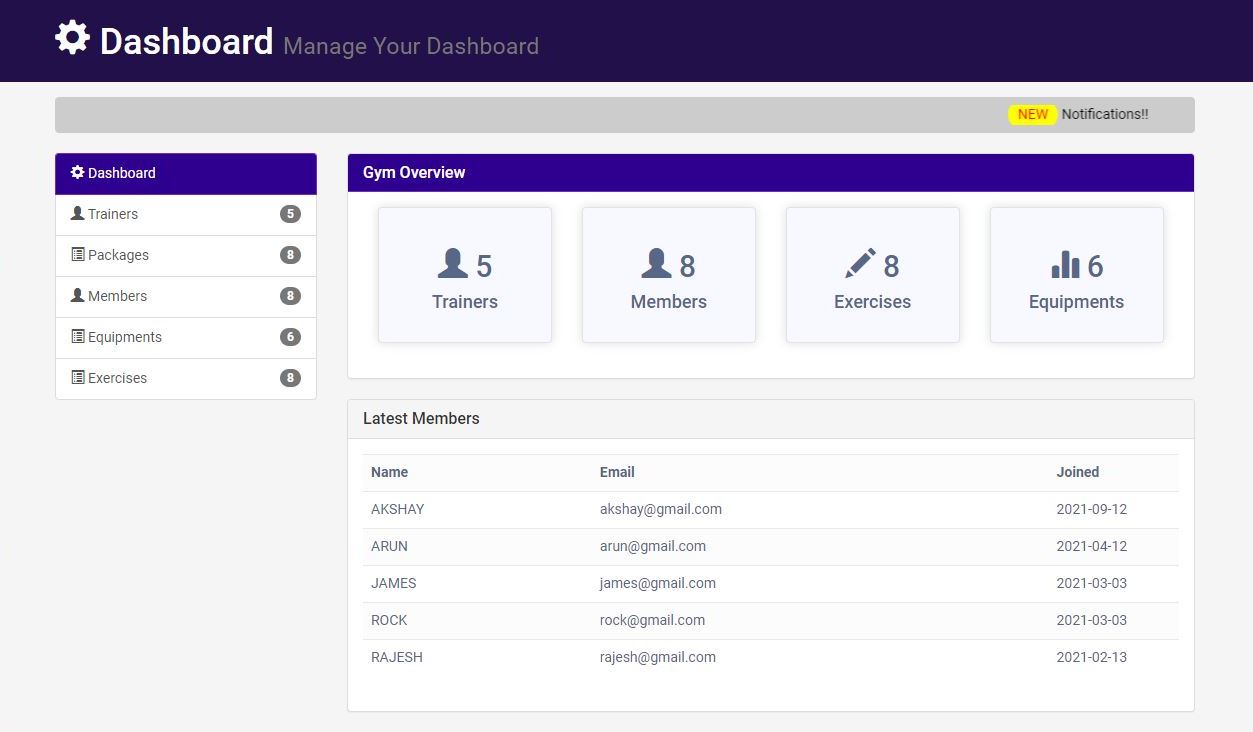 Dashboard Manage Your Dashboard
NEW Notifications!!
Dashboard
Trainers 5
Packages 8
Members 8
Equipments 6
Exercises 8
Gym Overview
5
Trainers
8
Members
8
Exercises
6
Equipments
Latest Members
Name Email Joined
AKSHAY akshay@gmail.com 2021-09-12
ARUN arun@gmail.com 2021-04-12
JAMES james@gmail.com 2021-03-03
ROCK rock@gmail.com 2021-03-03
RAJESH rajesh@gmail.com 2021-02-13